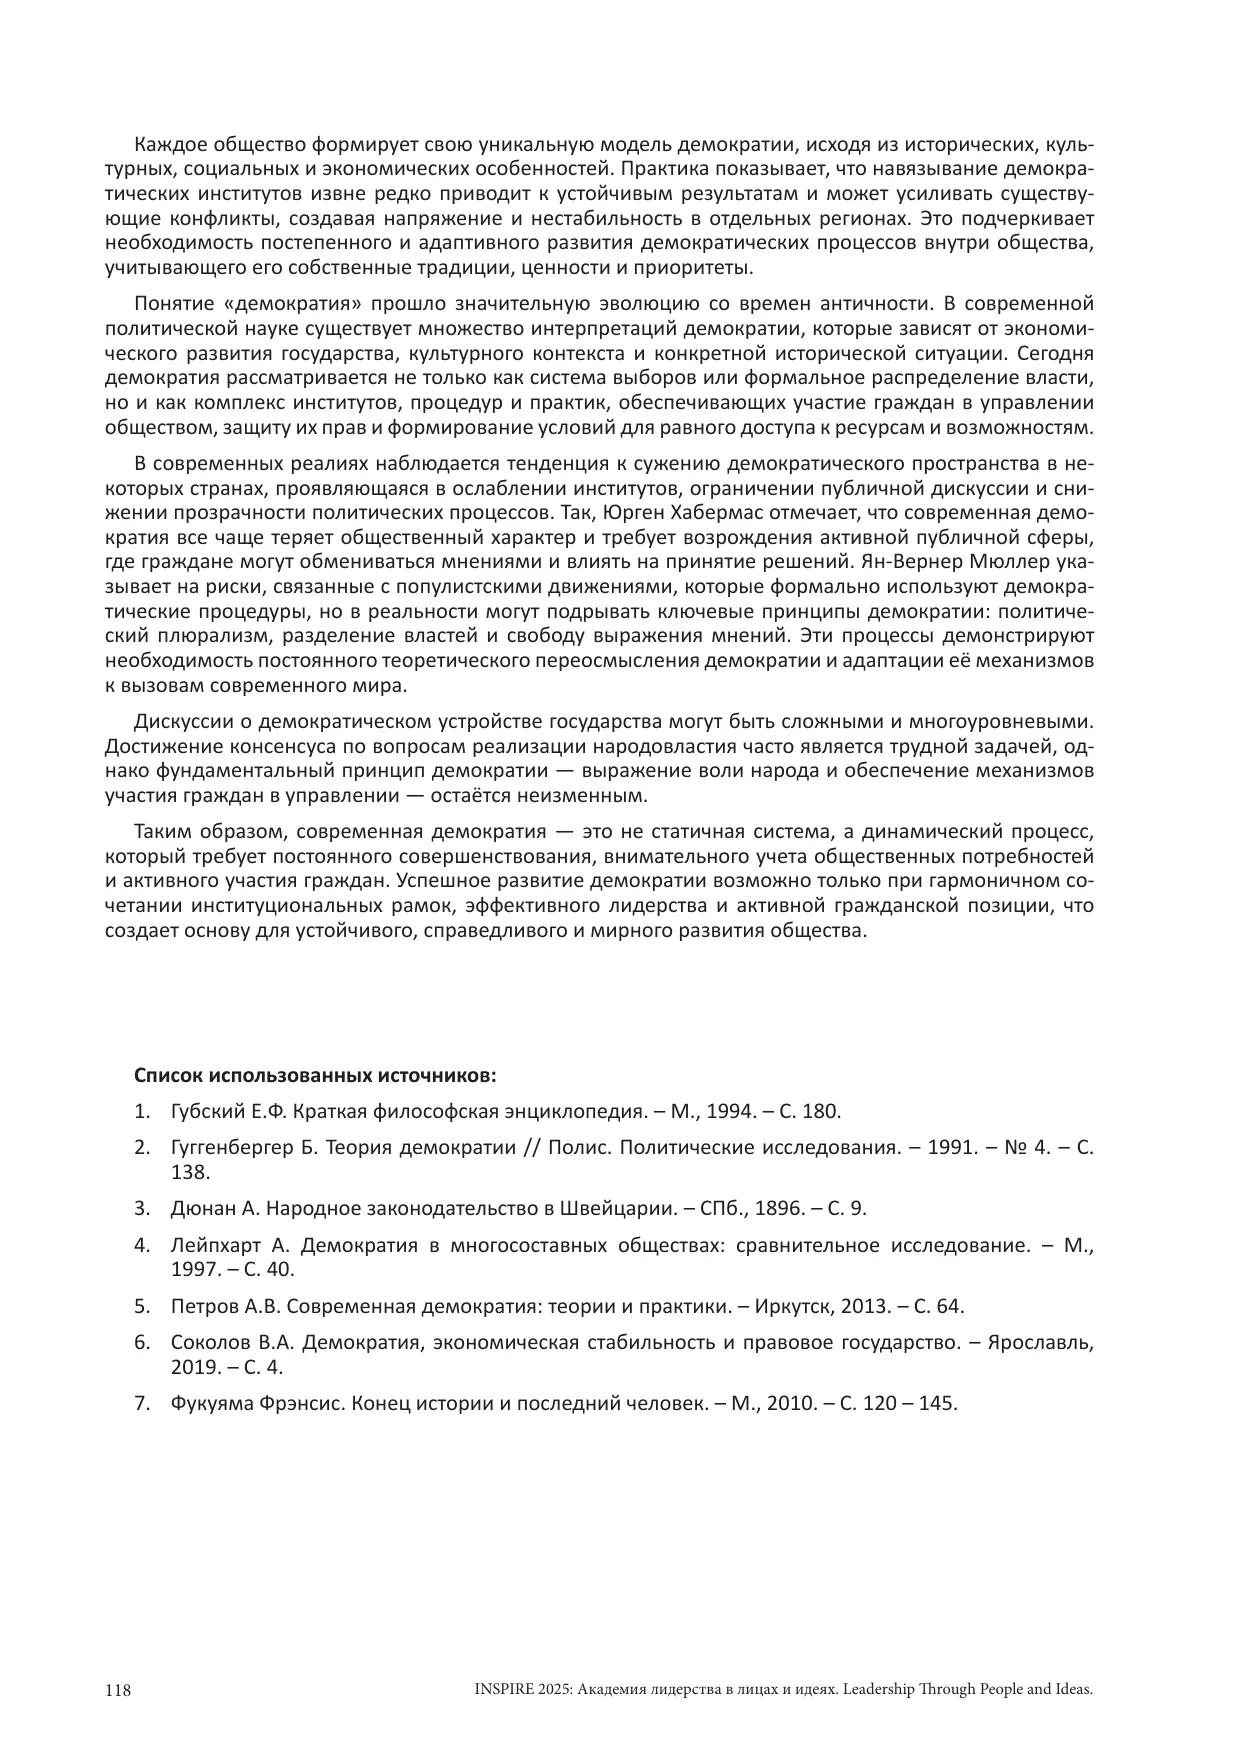 Каждое общество формирует свою уникальную модель демократии, исходя из исторических, куль-
турных, социальных и экономических особенностей. Практика показывает, что навязывание демокра-
тических институтов извне редко приводит к устойчивым результатам и может усиливать существу-
ющие конфликты, создавая напряжение и нестабильность в отдельных регионах. Это подчеркивает
необходимость постепенного и адаптивного развития демократических процессов внутри общества,
учитывающего его собственные традиции, ценности и приоритеты.
Понятие «демократия» прошло значительную эволюцию со времен античности. В современной
политической науке существует множество интерпретаций демократии, которые зависят от экономи-
ческого развития государства, культурного контекста и конкретной исторической ситуации. Сегодня
демократия рассматривается не только как система выборов или формальное распределение власти,
но и как комплекс институтов, процедур и практик, обеспечивающих участие граждан в управлении
обществом, защиту их прав и формирование условий для равного доступа к ресурсам и возможностям.
В современных реалиях наблюдается тенденция к сужению демократического пространства в не-
которых странах, проявляющаяся в ослаблении институтов, ограничении публичной дискуссии и сни-
жении прозрачности политических процессов. Так, Юрген Хабермас отмечает, что современная демо-
кратия все чаще теряет общественный характер и требует возрождения активной публичной сферы,
где граждане могут обмениваться мнениями и влиять на принятие решений. Ян-Вернер Мюллер ука-
зывает на риски, связанные с популистскими движениями, которые формально используют демокра-
тические процедуры, но в реальности могут подрывать ключевые принципы демократии: политиче-
ский плюрализм, разделение властей и свободу выражения мнений. Эти процессы демонстрируют
необходимость постоянного теоретического переосмысления демократии и адаптации её механизмов
к вызовам современного мира.
Дискуссии о демократическом устройстве государства могут быть сложными и многоуровневыми.
Достижение консенсуса по вопросам реализации народовластия часто является трудной задачей, од-
нако фундаментальный принцип демократии — выражение воли народа и обеспечение механизмов
участия граждан в управлении — остаётся неизменным.
Таким образом, современная демократия — это не статичная система, а динамический процесс,
который требует постоянного совершенствования, внимательного учета общественных потребностей
и активного участия граждан. Успешное развитие демократии возможно только при гармоничном со-
четании институциональных рамок, эффективного лидерства и активной гражданской позиции, что
создает основу для устойчивого, справедливого и мирного развития общества.
Список использованных источников:
1. Губский Е.Ф. Краткая философская энциклопедия. – М., 1994. – С. 180.
2. Гуггенбергер Б. Теория демократии // Полис. Политические исследования. – 1991. – № 4. – С.
138.
3. Дюнан А. Народное законодательство в Швейцарии. – СПб., 1896. – С. 9.
4. Лейпхарт А. Демократия в многосоставных обществах: сравнительное исследование. – М.,
1997. – С. 40.
5. Петров А.В. Современная демократия: теории и практики. – Иркутск, 2013. – С. 64.
6. Соколов В.А. Демократия, экономическая стабильность и правовое государство. – Ярославль,
2019. – С. 4.
7. Фукуяма Фрэнсис. Конец истории и последний человек. – М., 2010. – С. 120 – 145.
118 INSPIRE 2025: Академия лидерства в лицах и идеях. Leadership Through People and Ideas.